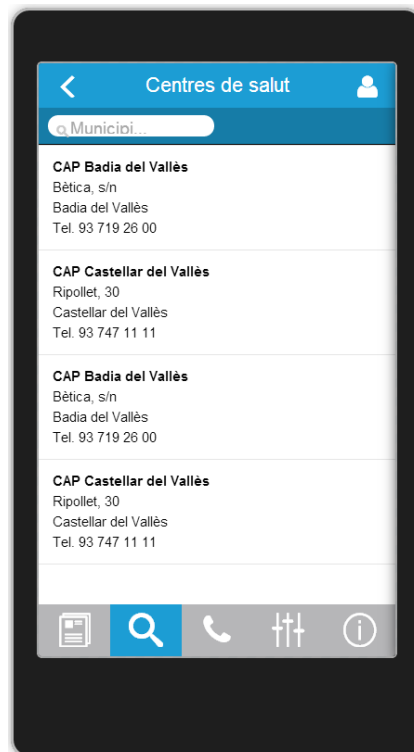 Centres de salut
Municipi...
CAP Badia del Vallès
Bètica, s/n
Badia del Vallès
Tel. 93 719 26 00
CAP Castellar del Vallès
Ripollet, 30
Castellar del Vallès
Tel. 93 747 11 11
CAP Badia del Vallès
Bètica, s/n
Badia del Vallès
Tel. 93 719 26 00
CAP Castellar del Vallès
Ripollet, 30
Castellar del Vallès
Tel. 93 747 11 11